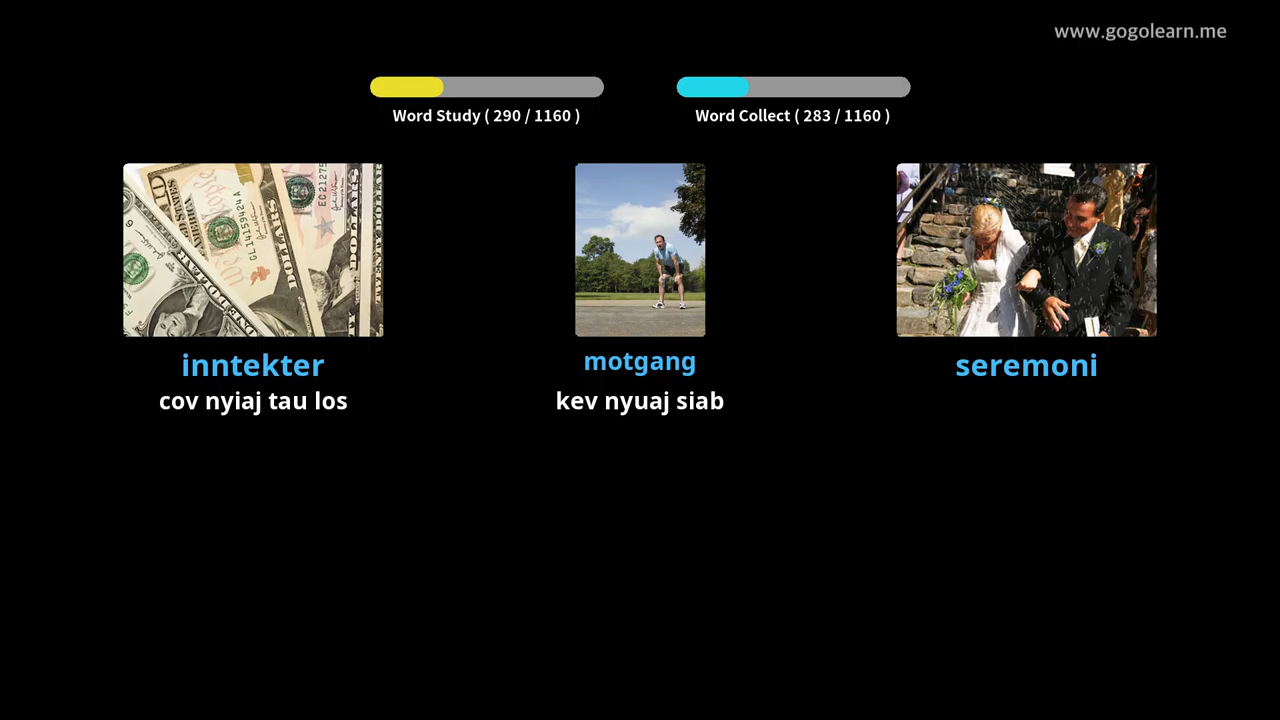 www.gogolearn.me
Word Study ( 290 / 1160 )
Word Collect ( 283 / 1160 )
inntekter
motgang
seremoni
cov nyiaj tau los
kev nyuaj siab